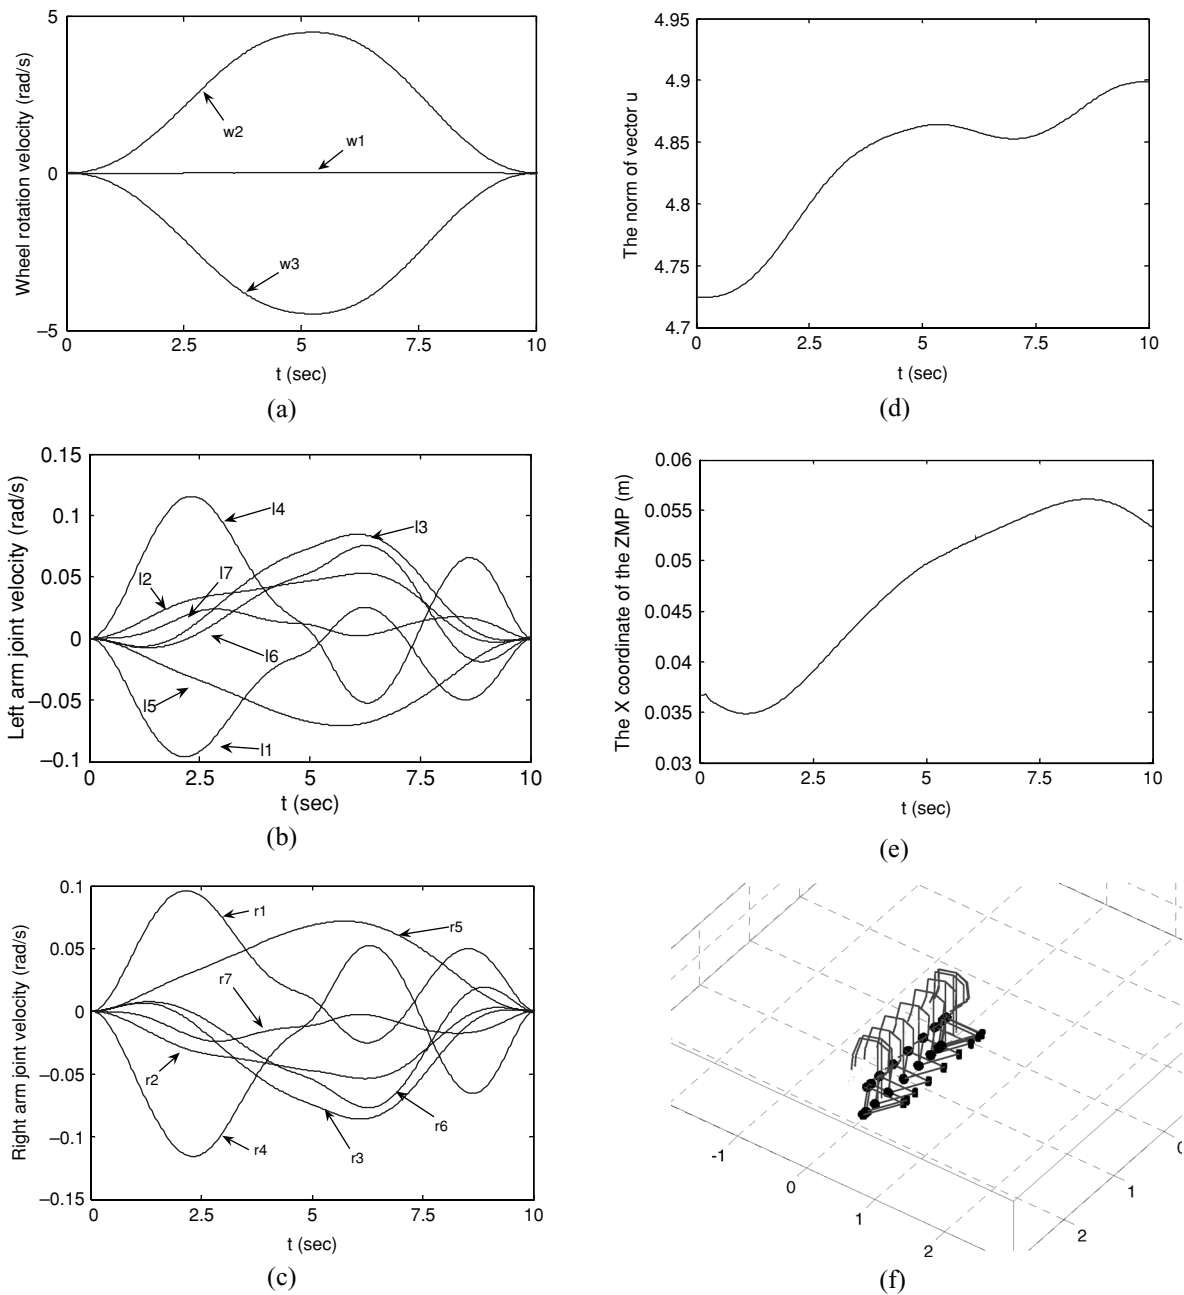 5
0
–5
Wheel rotation velocity (rad/s)
w2
w1
w3
0 2.5 5 7.5 10
t (sec)
(a)
4.95
4.9
4.85
4.8
4.75
4.7
The norm of vector u
0 2.5 5 7.5 10
t (sec)
(d)
0.15
0.1
0.05
0
–0.05
–0.1
Left arm joint velocity (rad/s)
l4
l3
l2
l7
l6
l5
l1
0 2.5 5 7.5 10
t (sec)
(b)
0.06
0.055
0.05
0.045
0.04
0.035
0.03
The X coordinate of the ZMP (m)
0 2.5 5 7.5 10
t (sec)
(e)
0.1
0.05
0
–0.05
–0.1
–0.15
Right arm joint velocity (rad/s)
r1
r5
r7
r2
r6
r4
r3
0 2.5 5 7.5 10
t (sec)
(c)
-1
0
1
2
0
1
2
(f)